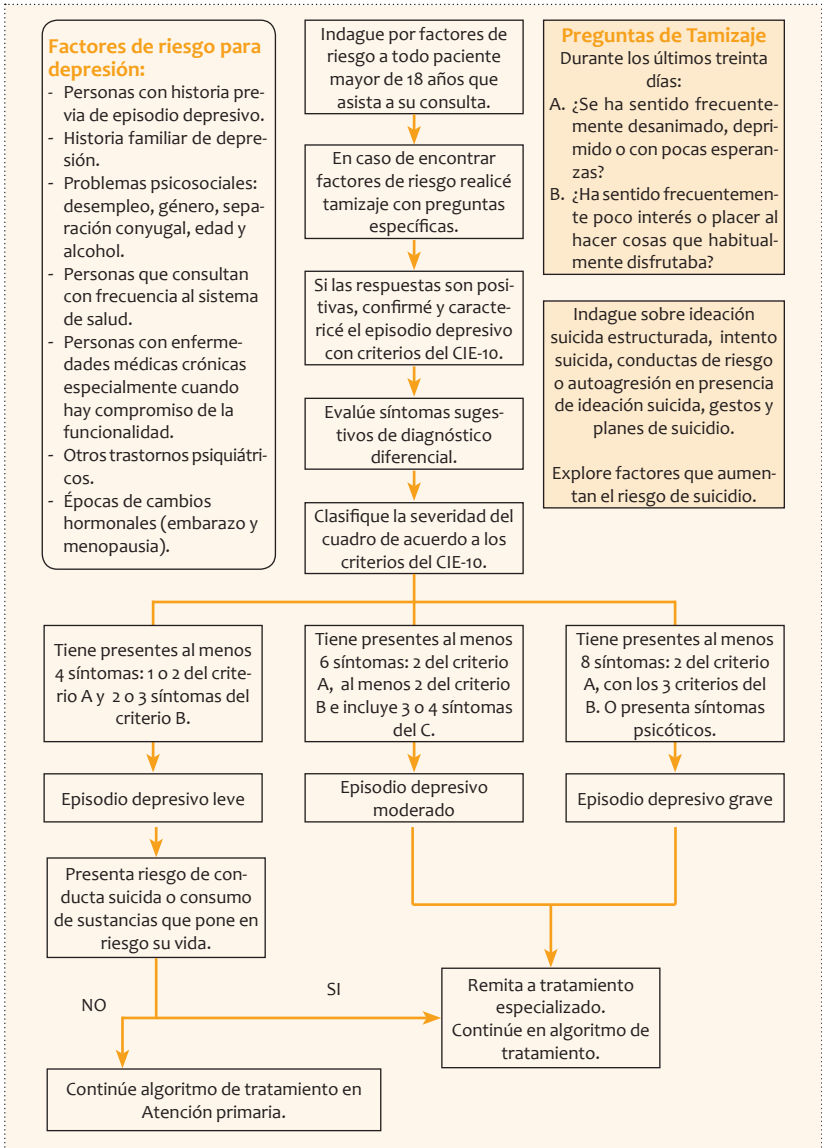 Factores de riesgo para
depresión:
- Personas con historia pre-
via de episodio depresivo.
- Historia familiar de depre-
sión.
- Problemas psicosociales:
desempleo, género, sepa-
ración conyugal, edad y
alcohol.
- Personas que consultan
con frecuencia al sistema
de salud.
- Personas con enferme-
dades médicas crónicas
especialmente cuando
hay compromiso de la
funcionalidad.
- Otros trastornos psiquiátri-
cos.
- Épocas de cambios
hormonales (embarazo y
menopausia).
Indague por factores de
riesgo a todo paciente
mayor de 18 años que
asista a su consulta.
En caso de encontrar
factores de riesgo realicé
tamizaje con preguntas
específicas.
Si las respuestas son posi-
tivas, confirmé y caracte-
ricé el episodio depresivo
con criterios del CIE-10.
Evalúe síntomas suges-
tivos de diagnóstico
diferencial.
Clasifique la severidad del
cuadro de acuerdo a los
criterios del CIE-10.
Preguntas de Tamizaje
Durante los últimos treinta
días:
A. ¿Se ha sentido frecuente-
mente desanimado, depri-
mido o con pocas esperan-
zas?
B. ¿Ha sentido frecuentemen-
te poco interés o placer al
hacer cosas que habitual-
mente disfrutaba?
Indague sobre ideación
suicida estructurada, intento
suicida, conductas de riesgo
o autoagresión en presencia
de ideación suicida, gestos y
planes de suicidio.
Explore factores que aumen-
tan el riesgo de suicidio.
Tiene presentes al menos
4 síntomas: 1 o 2 del crite-
rio A y 2 o 3 síntomas del
criterio B.
Tiene presentes al menos
6 síntomas: 2 del criterio
A, al menos 2 del criterio
B e incluye 3 o 4 síntomas
del C.
Tiene presentes al menos
8 síntomas: 2 del criterio
A, con los 3 criterios del
B. O presenta síntomas
psicóticos.
Episodio depresivo leve
Episodio depresivo
moderado
Episodio depresivo grave
Presenta riesgo de con-
ducta suicida o consumo
de sustancias que pone en
riesgo su vida.
NO
SI
Remita a tratamiento
especializado.
Continúe en algoritmo de
tratamiento.
Continúe algoritmo de tratamiento en
Atención primaria.